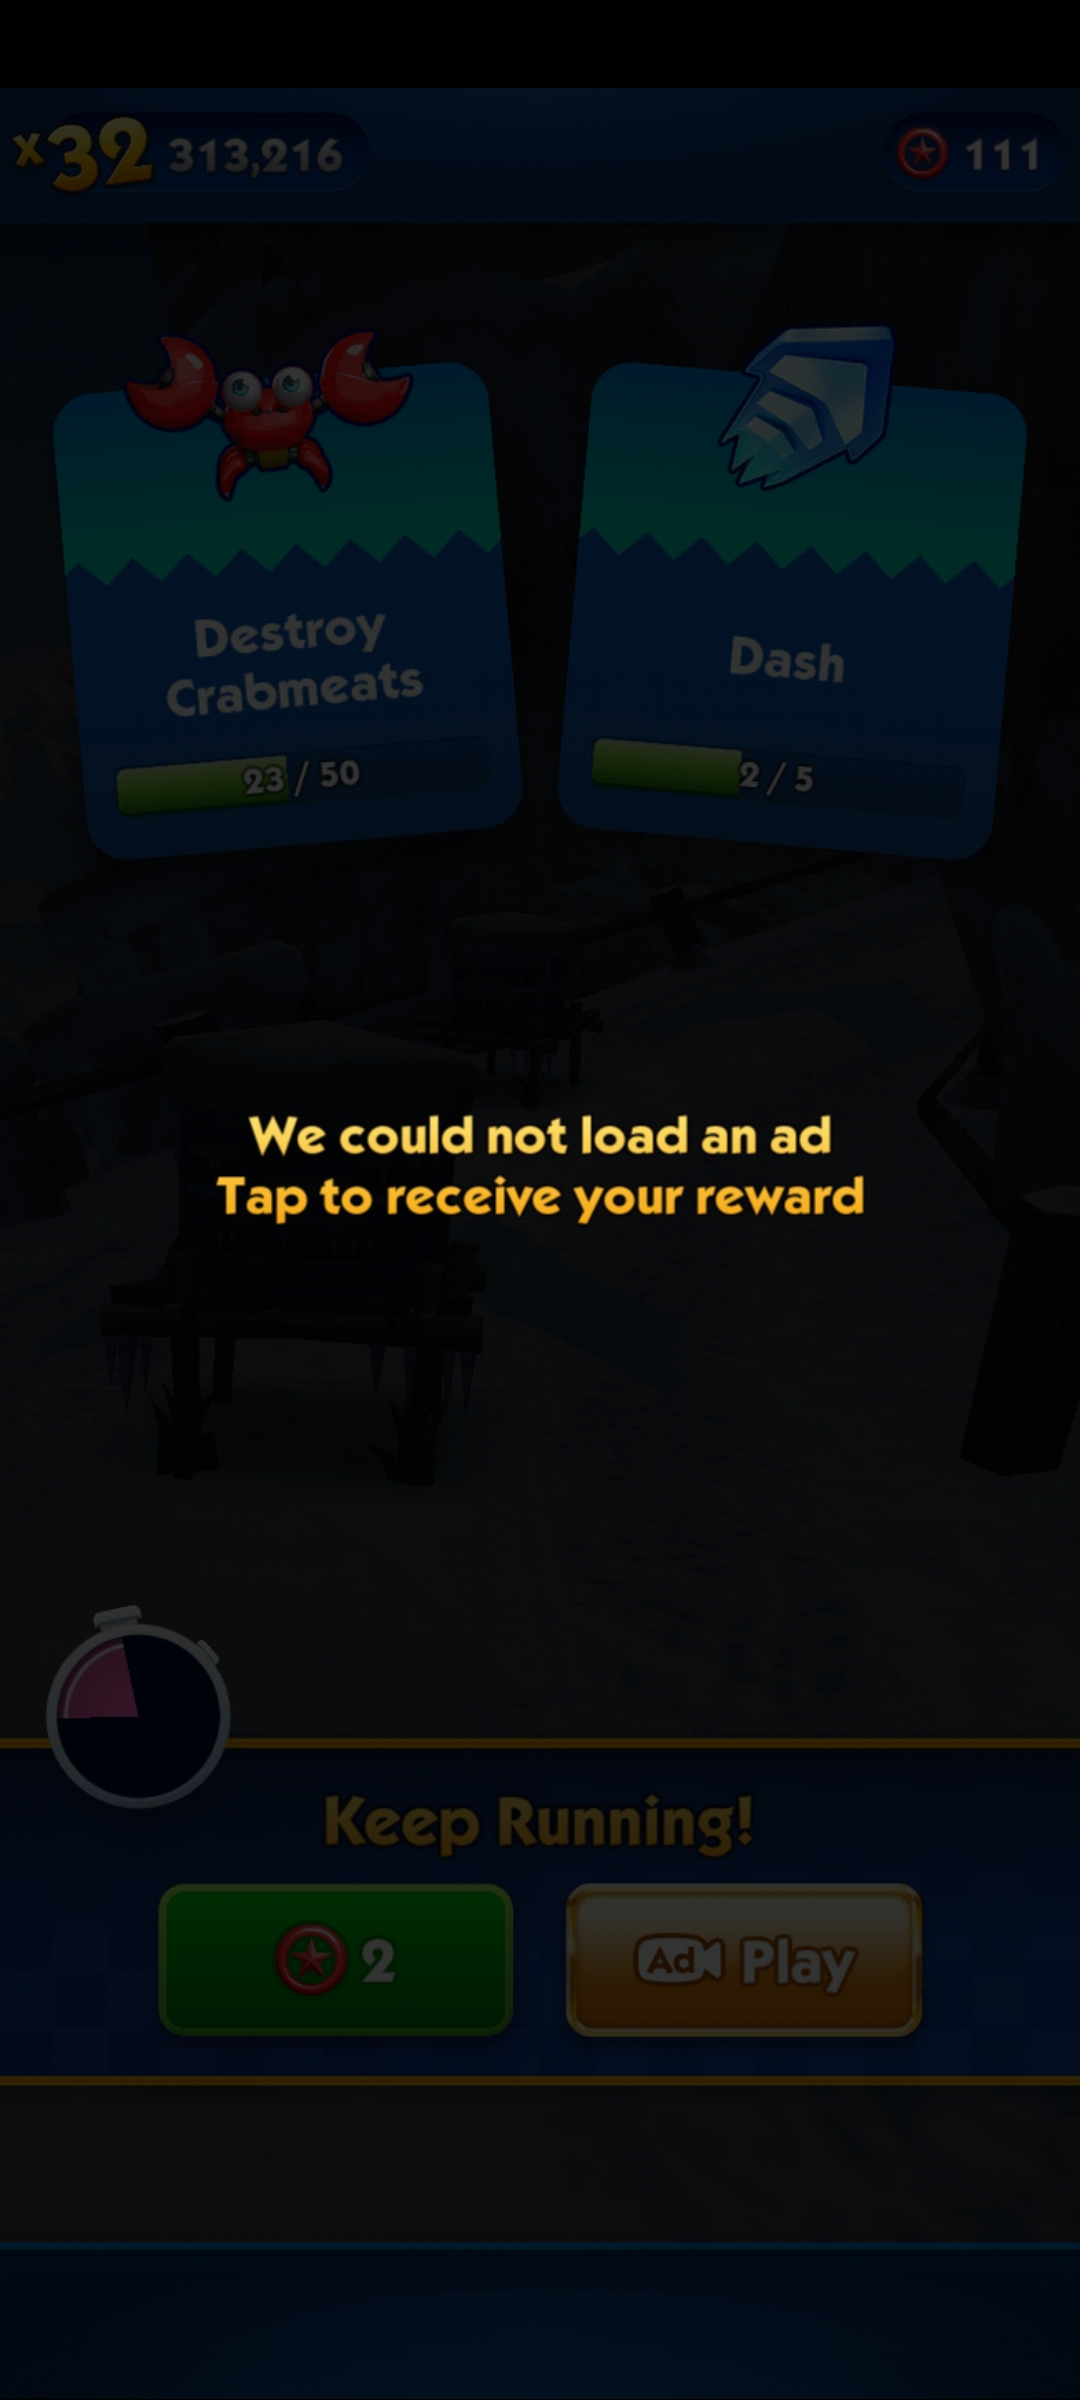 x32 313,216
111
Destroy
Crabmeats
23 / 50
Dash
2 / 5
We could not load an ad
Tap to receive your reward
Keep Running!
2
Ad Play